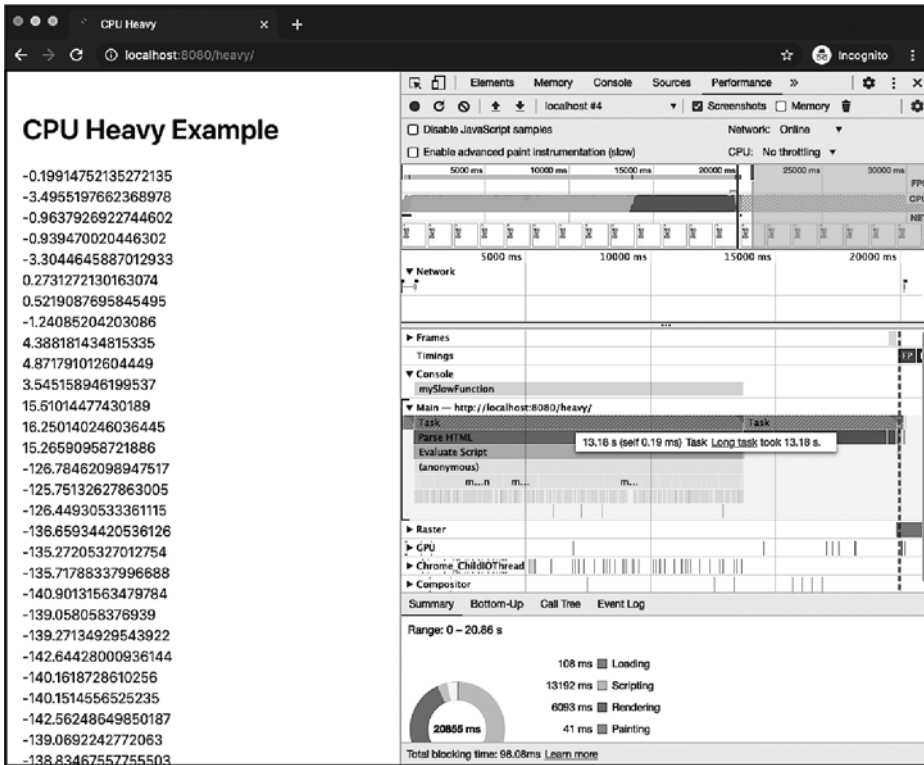 CPU Heavy
localhost:8080/heavy/
Incognito
CPU Heavy Example
-0.19914752135272135
-3.4955197662368978
-0.9637926922744602
-0.939470020446302
-3.3044645887012933
0.2731272130163074
0.5219087695845495
-1.24085204203086
4.388181434815335
4.871791012604449
3.545158946199537
15.51014477430189
16.250140246036445
15.265909587 21886
-126.78462098947517
-125.75132627863005
-126.44930533361115
-136.65934420536126
-135.27205327012754
-135.71788337996688
-140.90131563479784
-139.058058376939
-139.27134929543922
-142.64428000936144
-140.1618728610256
-140.1514556525235
-142.56248649850187
-139.0692242772063
-138.83467557755503
Elements Memory Console Sources Performance »
localhost #4 Screenshots Memory
Disable JavaScript samples Network: Online
Enable advanced paint instrumentation (slow) CPU: No throttling
5000 ms 10000 ms 15000 ms 20000 ms 25000 ms 30000 ms
FPS
CPU
NET
5000 ms 10000 ms 15000 ms 20000 ms
Network
Frames
Timings FP
Console
mySlowFunction
Main — http://localhost:8080/heavy/
Task Task
Parse HTML
13.18 s (self 0.19 ms) Task Long task took 13.18 s.
Evaluate Script
(anonymous)
m...n m... m...
Raster
GPU
Chrome_ChildIOThread
Compositor
Summary Bottom-Up Call Tree Event Log
Range: 0 – 20.86 s
108 ms Loading
13192 ms Scripting
6093 ms Rendering
41 ms Painting
20855 ms
Total blocking time: 98.08ms Learn more